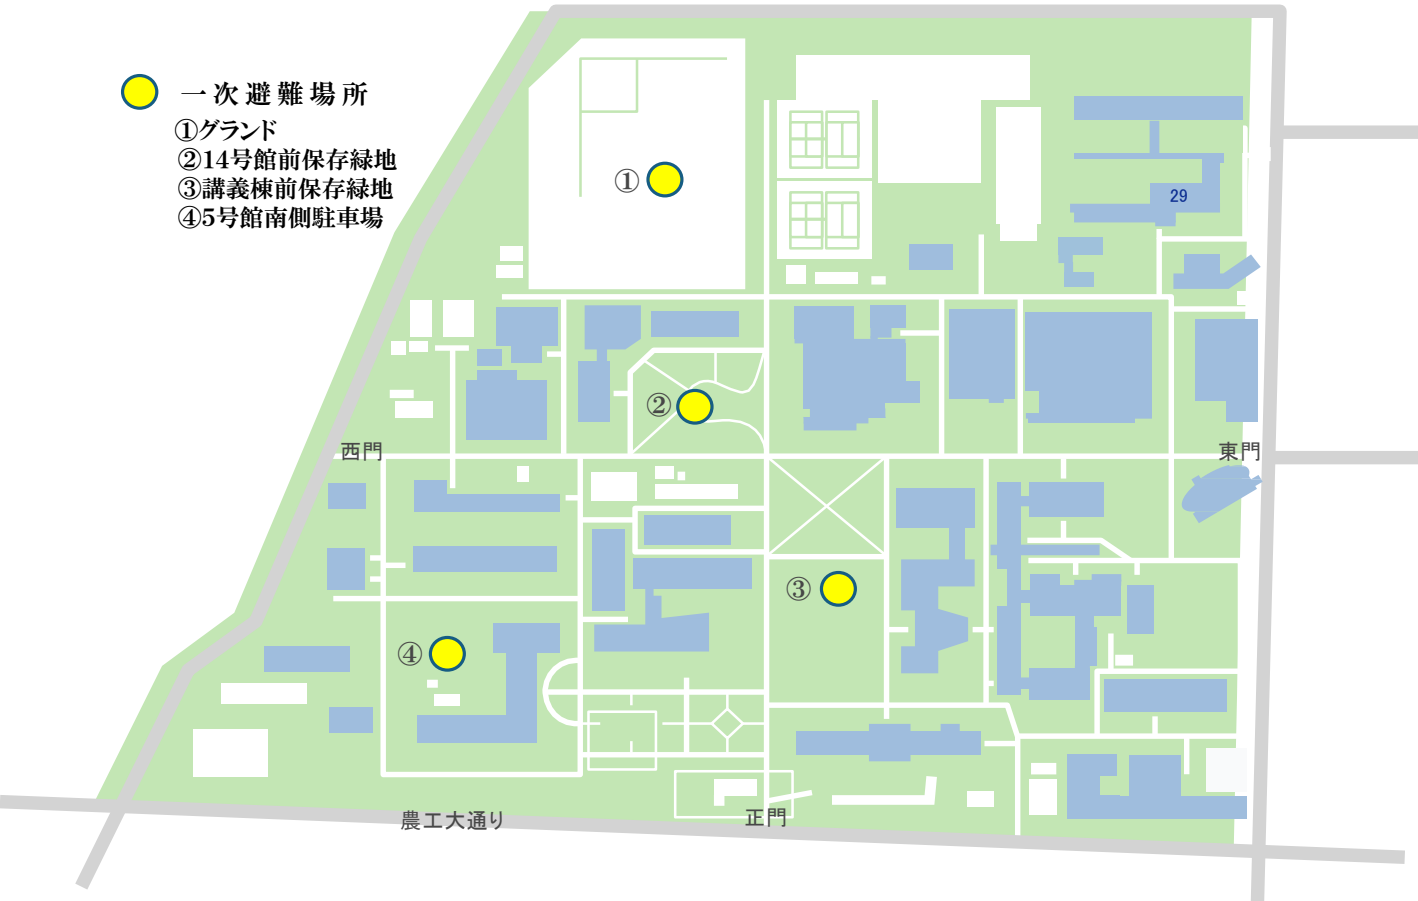 一次避難場所
①グランド
②14号館前保存緑地
③講義棟前保存緑地
④5号館南側駐車場
①
29
②
西門
東門
③
④
農工大通り
正門